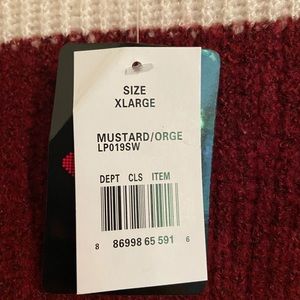 SIZE
XLARGE
MUSTARD/ORGE
LP019SW
DEPT CLS ITEM
8 86998 65 591 6